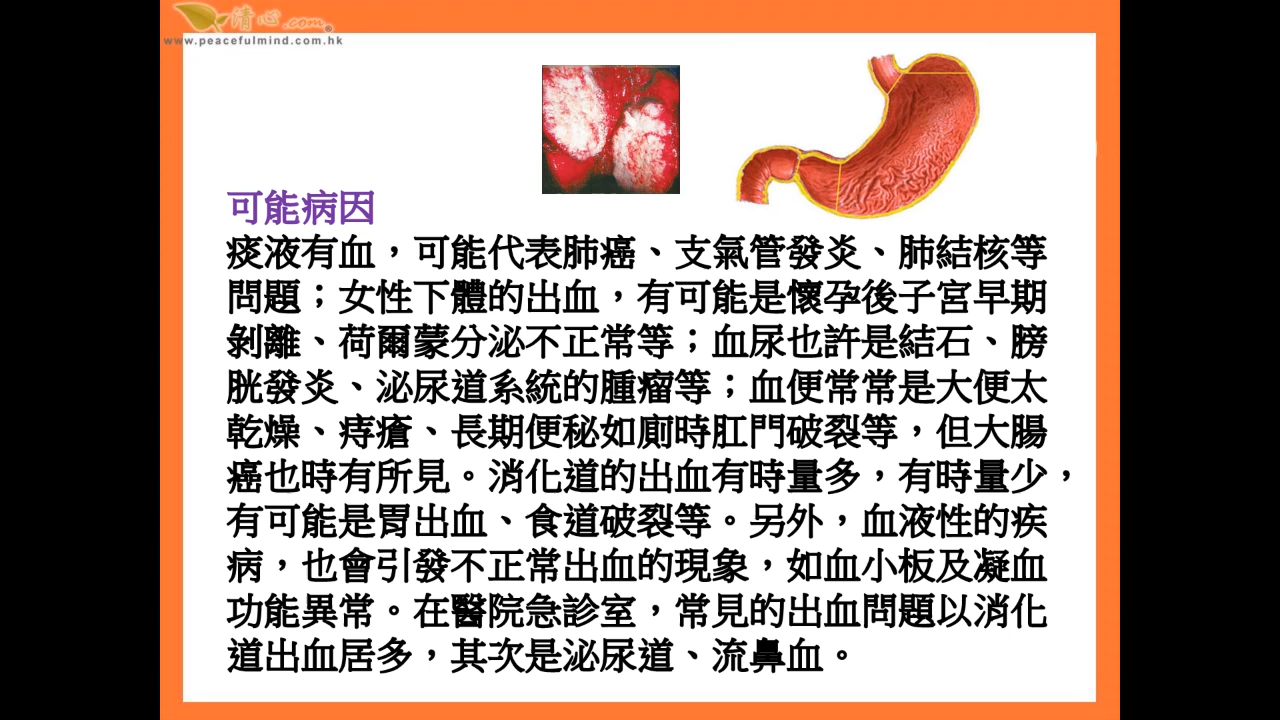 清心.com®
www.peacefulmind.com.hk
可能病因
痰液有血，可能代表肺癌、支氣管發炎、肺結核等
問題；女性下體的出血，有可能是懷孕後子宮早期
剝離、荷爾蒙分泌不正常等；血尿也許是結石、膀
胱發炎、泌尿道系統的腫瘤等；血便常常是大便太
乾燥、痔瘡、長期便秘如廁時肛門破裂等，但大腸
癌也時有所見。消化道的出血有時量多，有時量少，
有可能是胃出血、食道破裂等。另外，血液性的疾
病，也會引發不正常出血的現象，如血小板及凝血
功能異常。在醫院急診室，常見的出血問題以消化
道出血居多，其次是泌尿道、流鼻血。